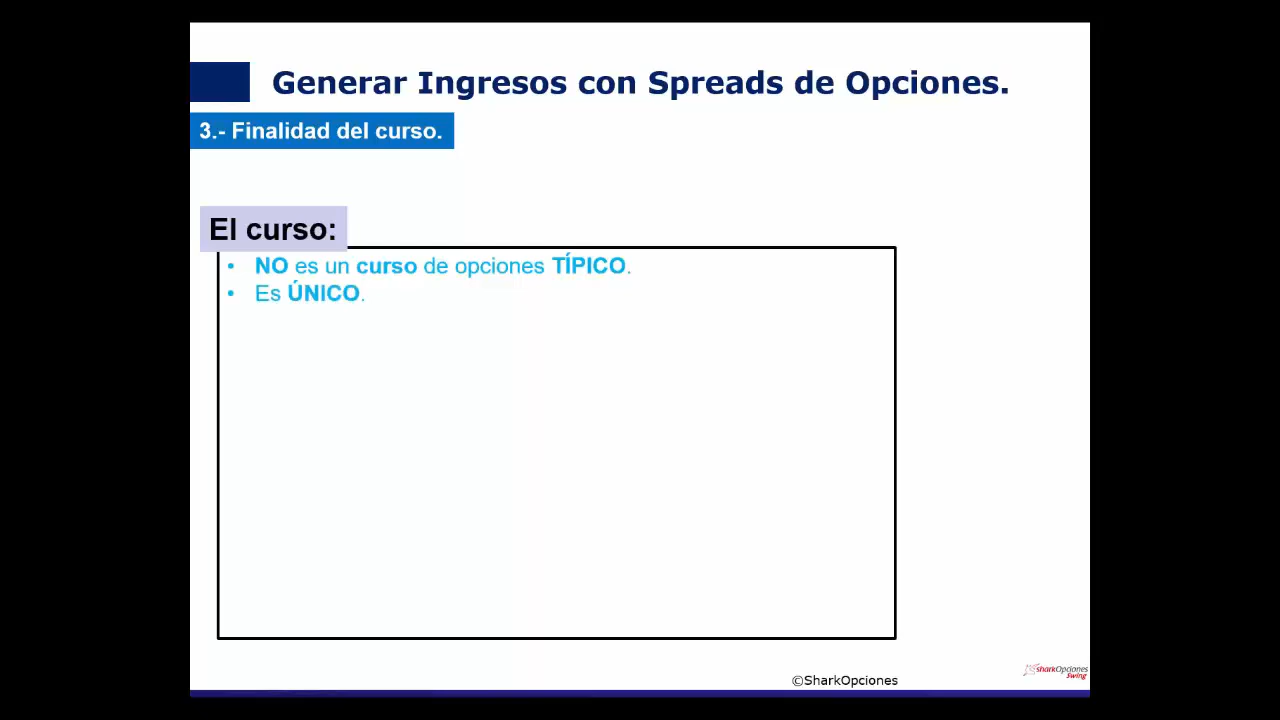 Generar Ingresos con Spreads de Opciones.
3.- Finalidad del curso.
El curso:
• NO es un curso de opciones TÍPICO.
• Es ÚNICO.
©SharkOpciones
sharkOpciones
Swing